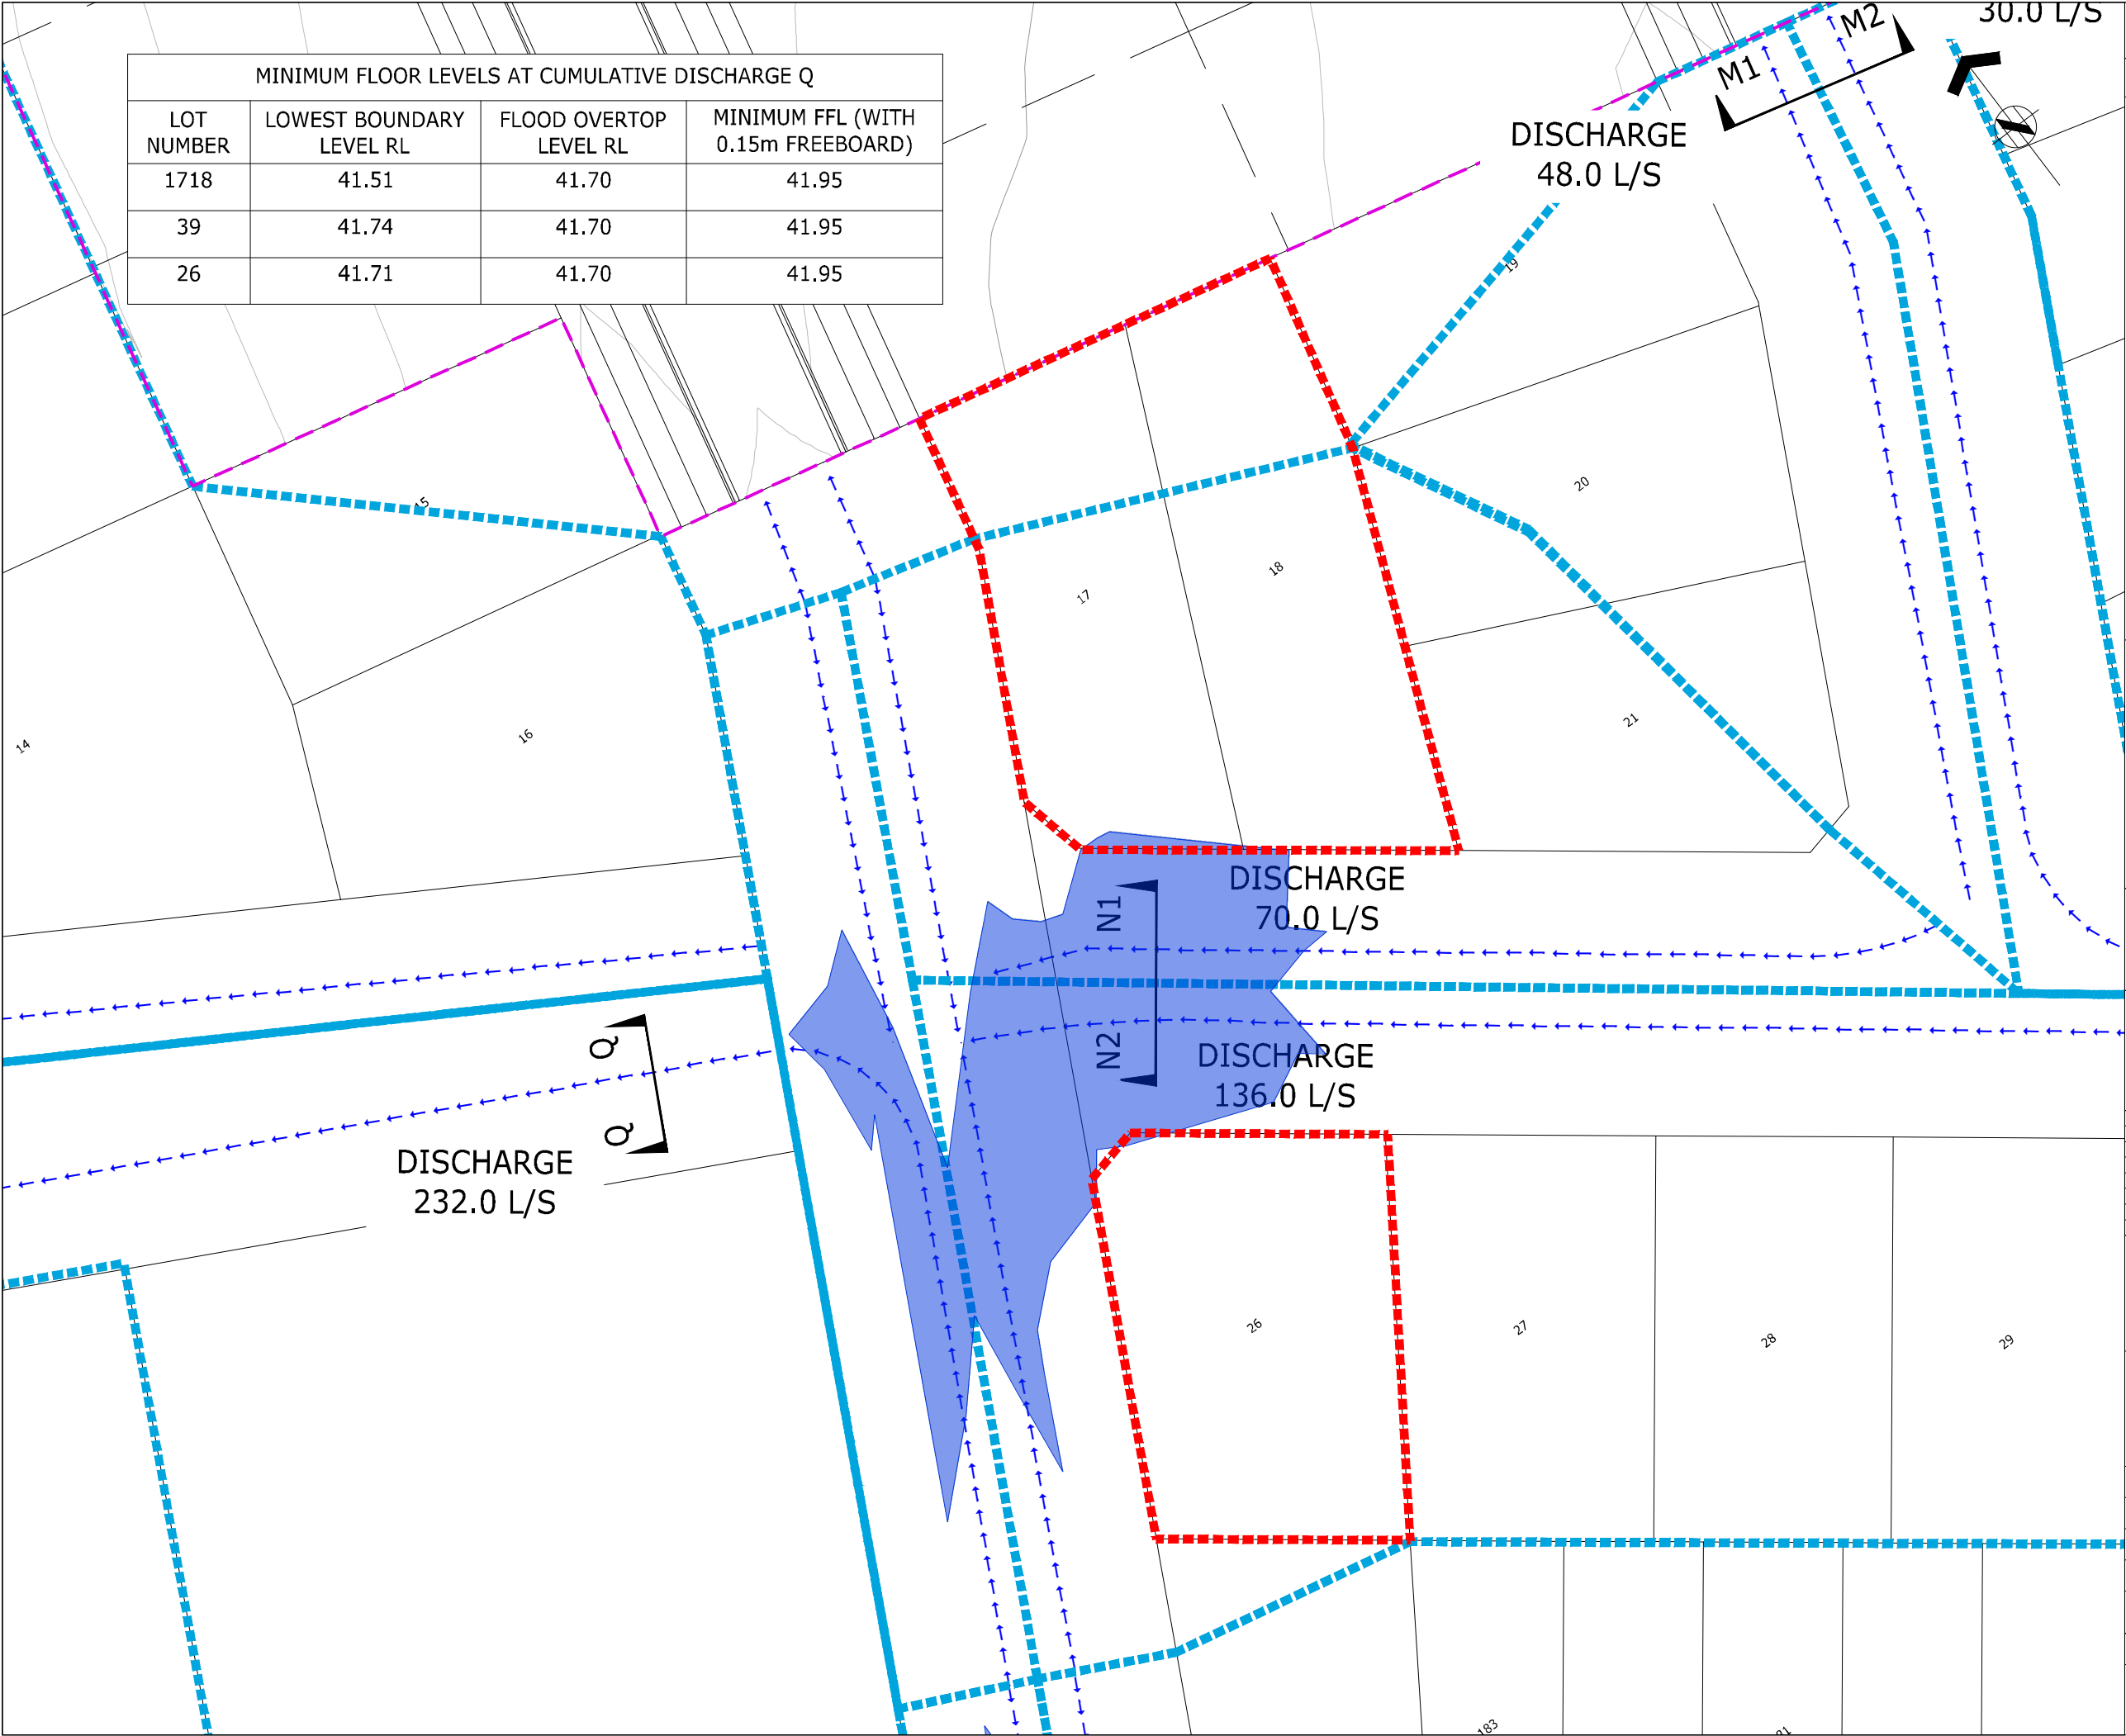 30.0 L/S
M2
M1
MINIMUM FLOOR LEVELS AT CUMULATIVE DISCHARGE Q
LOT NUMBER LOWEST BOUNDARY LEVEL RL FLOOD OVERTOP LEVEL RL MINIMUM FFL (WITH 0.15m FREEBOARD)
1718 41.51 41.70 41.95
39 41.74 41.70 41.95
26 41.71 41.70 41.95
DISCHARGE
48.0 L/S
19
15
20
18
17
16
14
21
DISCHARGE
70.0 L/S
N1
N2
DISCHARGE
136.0 L/S
Q
Q
DISCHARGE
232.0 L/S
26
27
28
29
183